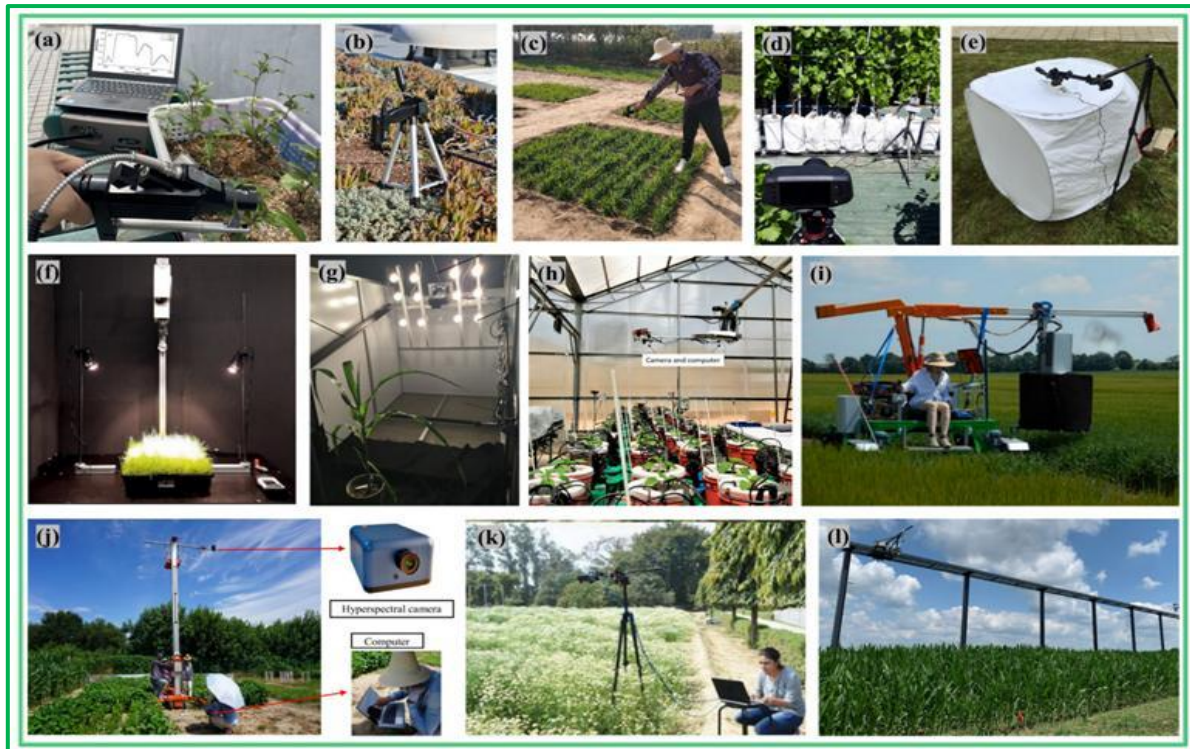 (a)
(b)
(c)
(d)
(e)
(f)
(g)
(h)
Camera and computer
(i)
(j)
Hyperspectral camera
Computer
(k)
(l)